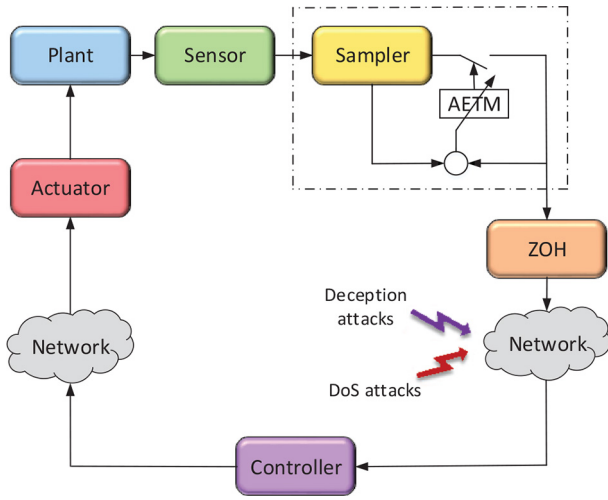 Plant
Sensor
Sampler
AETM
Actuator
ZOH
Deception
attacks
Network
Network
DoS attacks
Controller